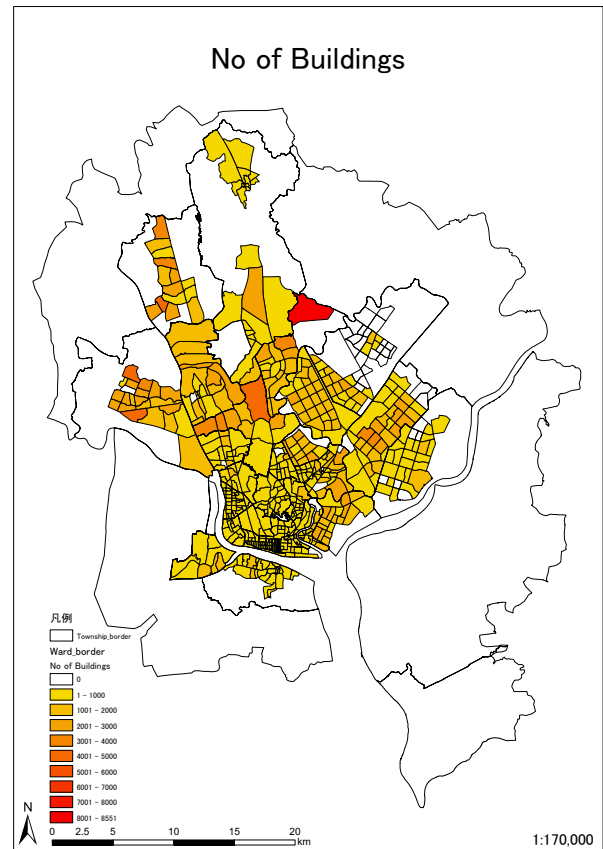 No of Buildings
凡例
Township_border
Ward_border
No of Buildings
0
1 - 1000
1001 - 2000
2001 - 3000
3001 - 4000
4001 - 5000
5001 - 6000
6001 - 7000
7001 - 8000
8001 - 8551
N
0 2.5 5 10 15 20
km
1:170,000